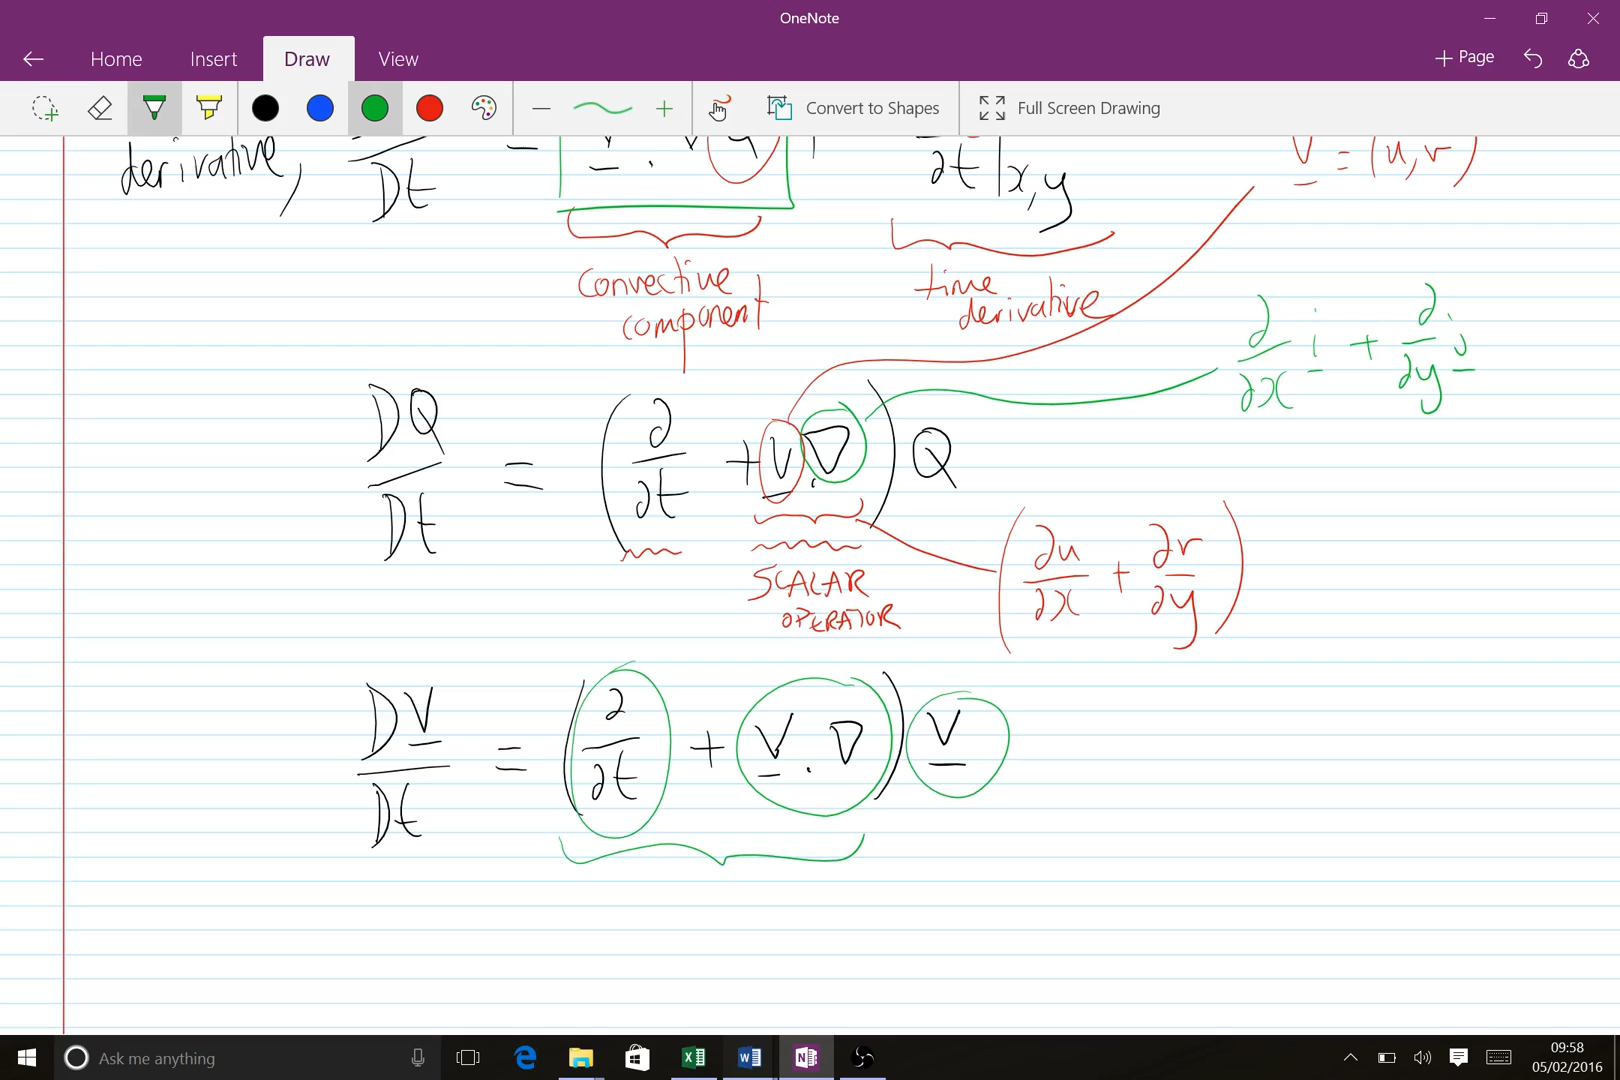 OneNote
Home Insert Draw View + Page
Convert to Shapes Full Screen Drawing
derivative, Dt = V . ∇ Q ∂t |x,y V = (u,v)
convective component
time derivative
∂/∂x i + ∂/∂y j
DQ/Dt = (∂/∂t + V . ∇) Q
SCALAR OPERATOR
(∂u/∂x + ∂v/∂y)
DV/Dt = (∂/∂t + V . ∇) V
Ask me anything
09:58
05/02/2016